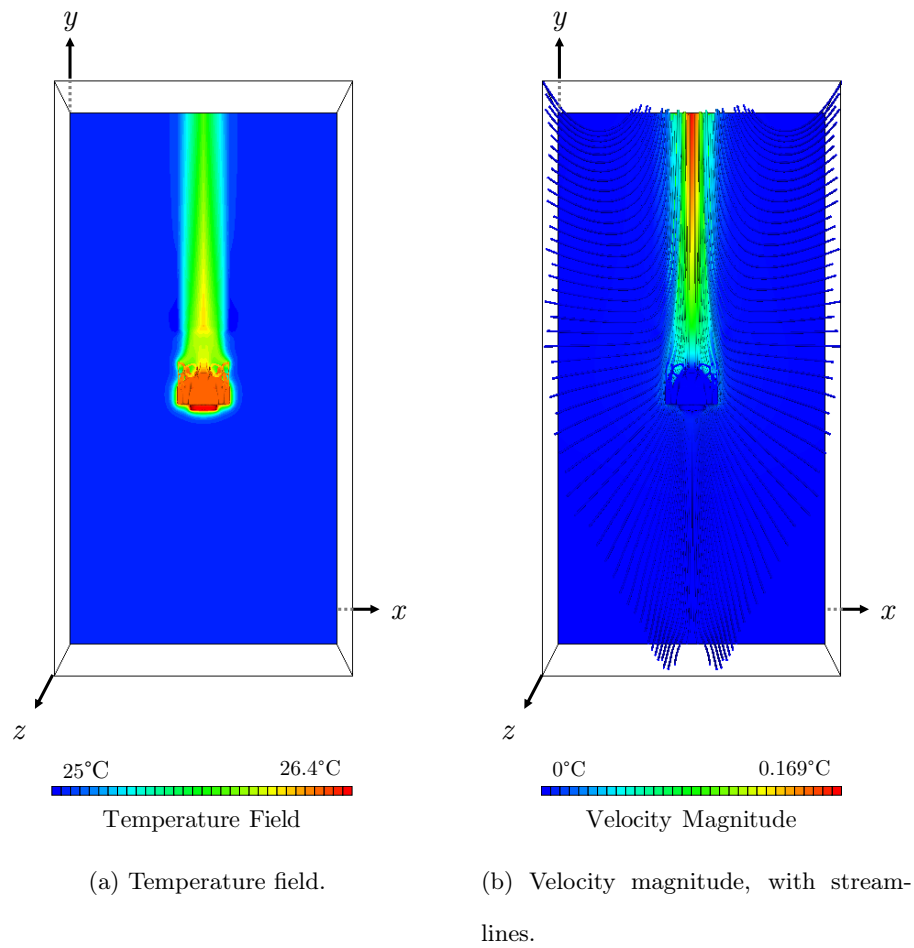 y
y
x
x
z
z
25°C 26.4°C
Temperature Field
0°C 0.169°C
Velocity Magnitude
(a) Temperature field.
(b) Velocity magnitude, with stream-
lines.